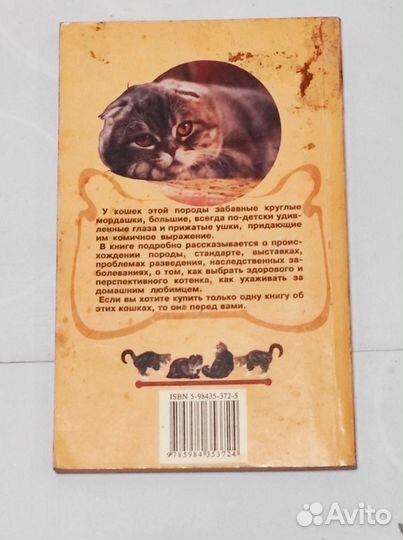 У кошек этой породы забавные круглые
мордашки, большие, всегда по-детски удив-
ленные глаза и прижатые ушки, придающие
им комичное выражение.
В книге подробно рассказывается о проис-
хождении породы, стандарте, выставках,
проблемах разведения, наследственных за-
болеваниях, о том, как выбрать здорового и
перспективного котенка, как ухаживать за
домашним любимцем.
Если вы хотите купить только одну книгу об
этих кошках, то она перед вами.
ISBN 5-98435-372-5
9 785984 353724
Avito